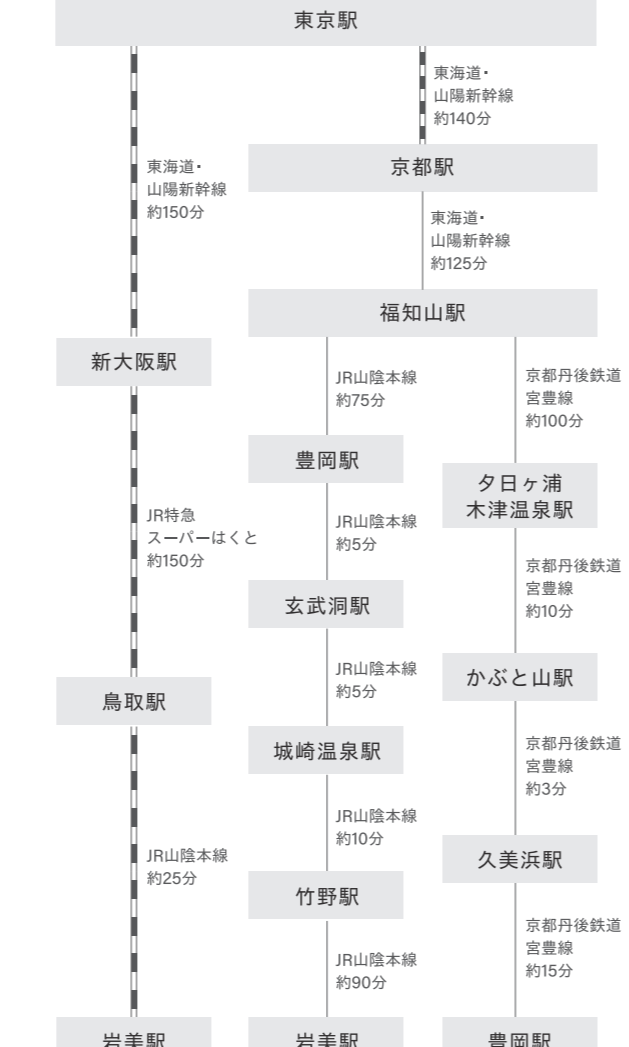 東京駅
東海道・
山陽新幹線
約140分
京都駅
東海道・
山陽新幹線
約150分
東海道・
山陽新幹線
約125分
福知山駅
新大阪駅
JR山陰本線
約75分
京都丹後鉄道
宮豊線
約100分
豊岡駅
夕日ヶ浦
木津温泉駅
JR特急
スーパーはくと
約150分
JR山陰本線
約5分
京都丹後鉄道
宮豊線
約10分
玄武洞駅
鳥取駅
JR山陰本線
約5分
かぶと山駅
城崎温泉駅
京都丹後鉄道
宮豊線
約3分
JR山陰本線
約25分
JR山陰本線
約10分
久美浜駅
竹野駅
JR山陰本線
約90分
京都丹後鉄道
宮豊線
約15分
岩美駅
岩美駅
豊岡駅